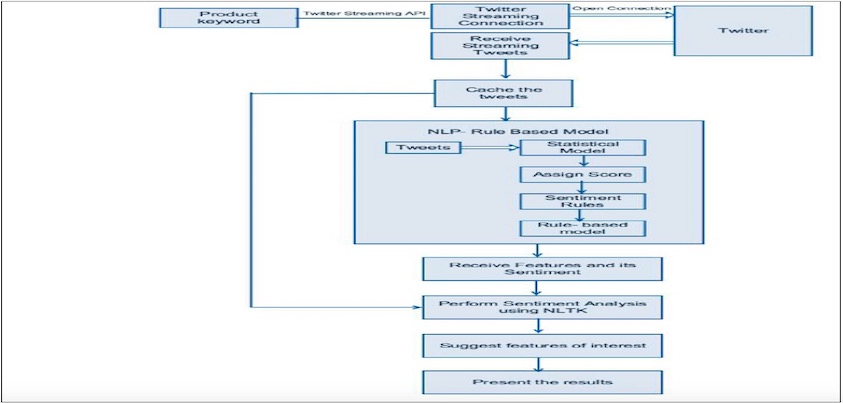 Product
keyword
Twitter Streaming API
Twitter
Streaming
Connection
Open Connection
Twitter
Receive
Streaming
Tweets
Cache the
tweets
NLP- Rule Based Model
Tweets
Statistical
Model
Assign Score
Sentiment
Rules
Rule- based
model
Receive Features and its
Sentiment
Perform Sentiment Analysis
using NLTK
Suggest features of interest
Present the results